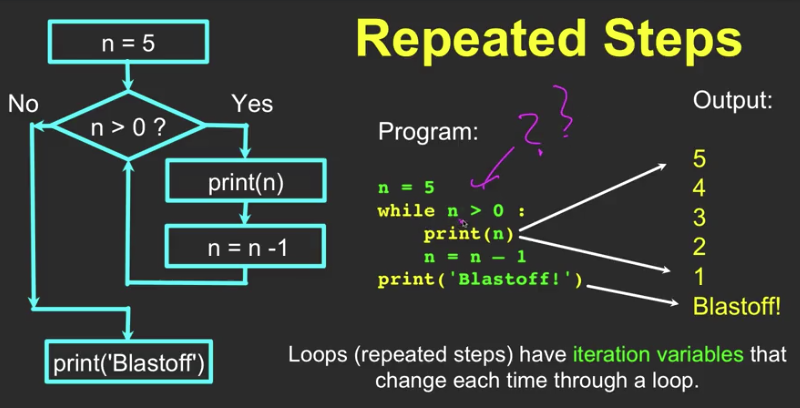 Repeated Steps
n = 5
No
Yes
n > 0 ?
print(n)
n = n -1
print('Blastoff')
Program:
??
n = 5
while n > 0 :
print(n)
n = n – 1
print('Blastoff!')
Output:
5
4
3
2
1
Blastoff!
Loops (repeated steps) have iteration variables that
change each time through a loop.